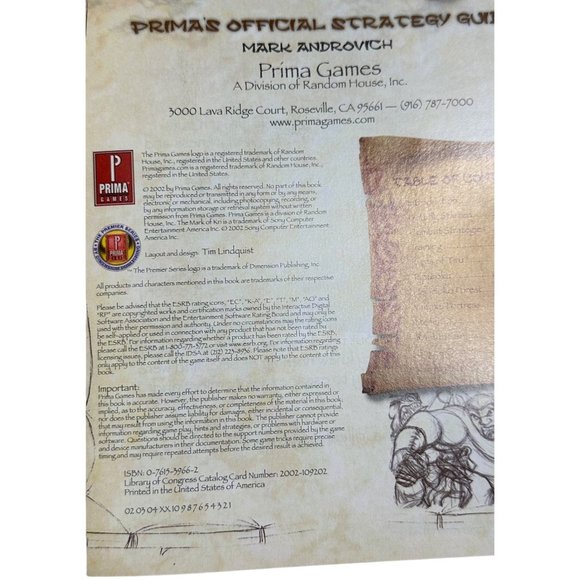 PRIMA'S OFFICIAL STRATEGY GUI
MARK ANDROVICH
Prima Games
A Division of Random House, Inc.
3000 Lava Ridge Court, Roseville, CA 95661 — (916) 787-7000
www.primagames.com
The Prima Games logo is a registered trademark of Random
House, Inc., registered in the United States and other countries.
Primagames.com is a registered trademark of Random House, Inc.,
registered in the United States.
P
PRIMA
GAMES
© 2002 by Prima Games. All rights reserved. No part of this book
may be reproduced or transmitted in any form or by any means,
electronic or mechanical, including photocopying, recording, or
by any information storage or retrieval system without written
permission from Prima Games. Prima Games is a division of Random
House, Inc. The Mark of Kri is a trademark of Sony Computer
Entertainment America Inc. © 2002 Sony Computer Entertainment
America Inc.
Layout and design: Tim Lindquist
™ The Premier Series logo is a trademark of Dimension Publishing, Inc.
All products and characters mentioned in this book are trademarks of their respective
companies.
Please be advised that the ESRB rating icons, "EC", "K-A", "E", "T", "M", "AO" and
"RP" are copyrighted works and certification marks owned by the Interactive Digital
Software Association and the Entertainment Software Rating Board and may only be
used with their permission and authority. Under no circumstances may the rating icons
be self-applied or used in connection with any product that has not been rated by
the ESRB. For information regarding whether a product has been rated by the ESRB,
please call the ESRB at 1-800-771-3772 or visit www.esrb.org. For information regarding
licensing issues, please call the IDSA at (212) 223-8936. Please note that ESRB ratings
only apply to the content of the game itself and does NOT apply to the content of this
book.
Important:
Prima Games has made every effort to determine that the information contained in
this book is accurate. However, the publisher makes no warranty, either expressed or
implied, as to the accuracy, effectiveness, or completeness of the material in this book;
nor does the publisher assume liability for damages, either incidental or consequential,
that may result from using the information in this book. The publisher cannot provide
information regarding game play, hints and strategies, or problems with hardware or
software. Questions should be directed to the support numbers provided by the game
and device manufacturers in their documentation. Some game tricks require precise
timing and may require repeated attempts before the desired result is achieved.
ISBN: 0-7615-3966-2
Library of Congress Catalog Card Number: 2002-109202
Printed in the United States of America
02 03 04 XX 10 9 8 7 6 5 4 3 2 1
TABLE OF